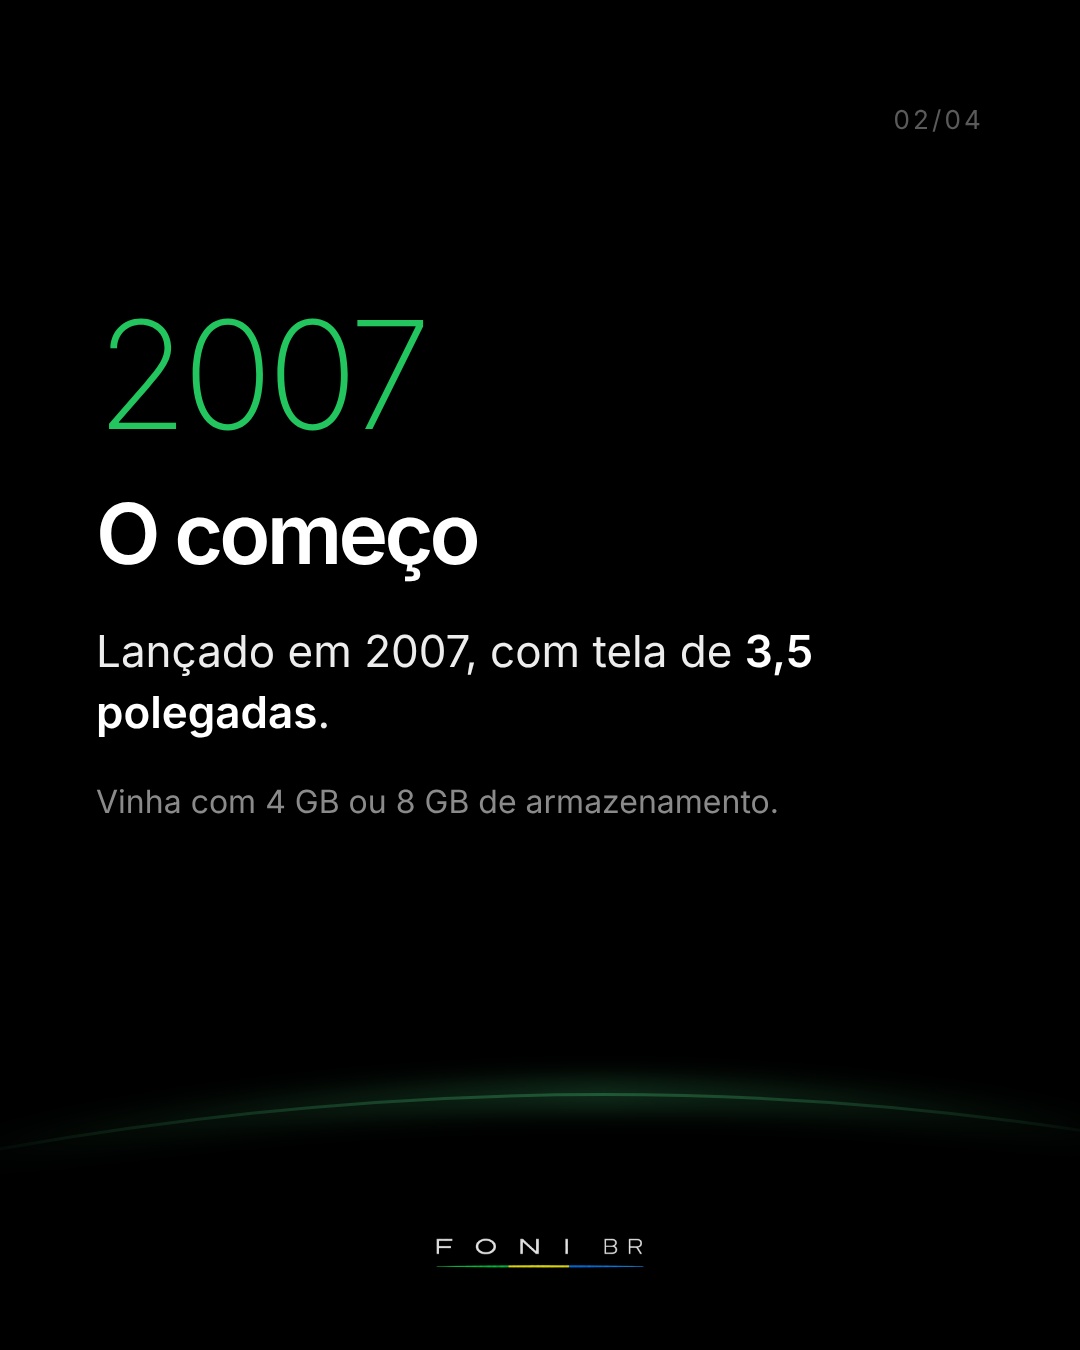 02/04
2007
O começo
Lançado em 2007, com tela de 3,5
polegadas.
Vinha com 4 GB ou 8 GB de armazenamento.
FONI BR